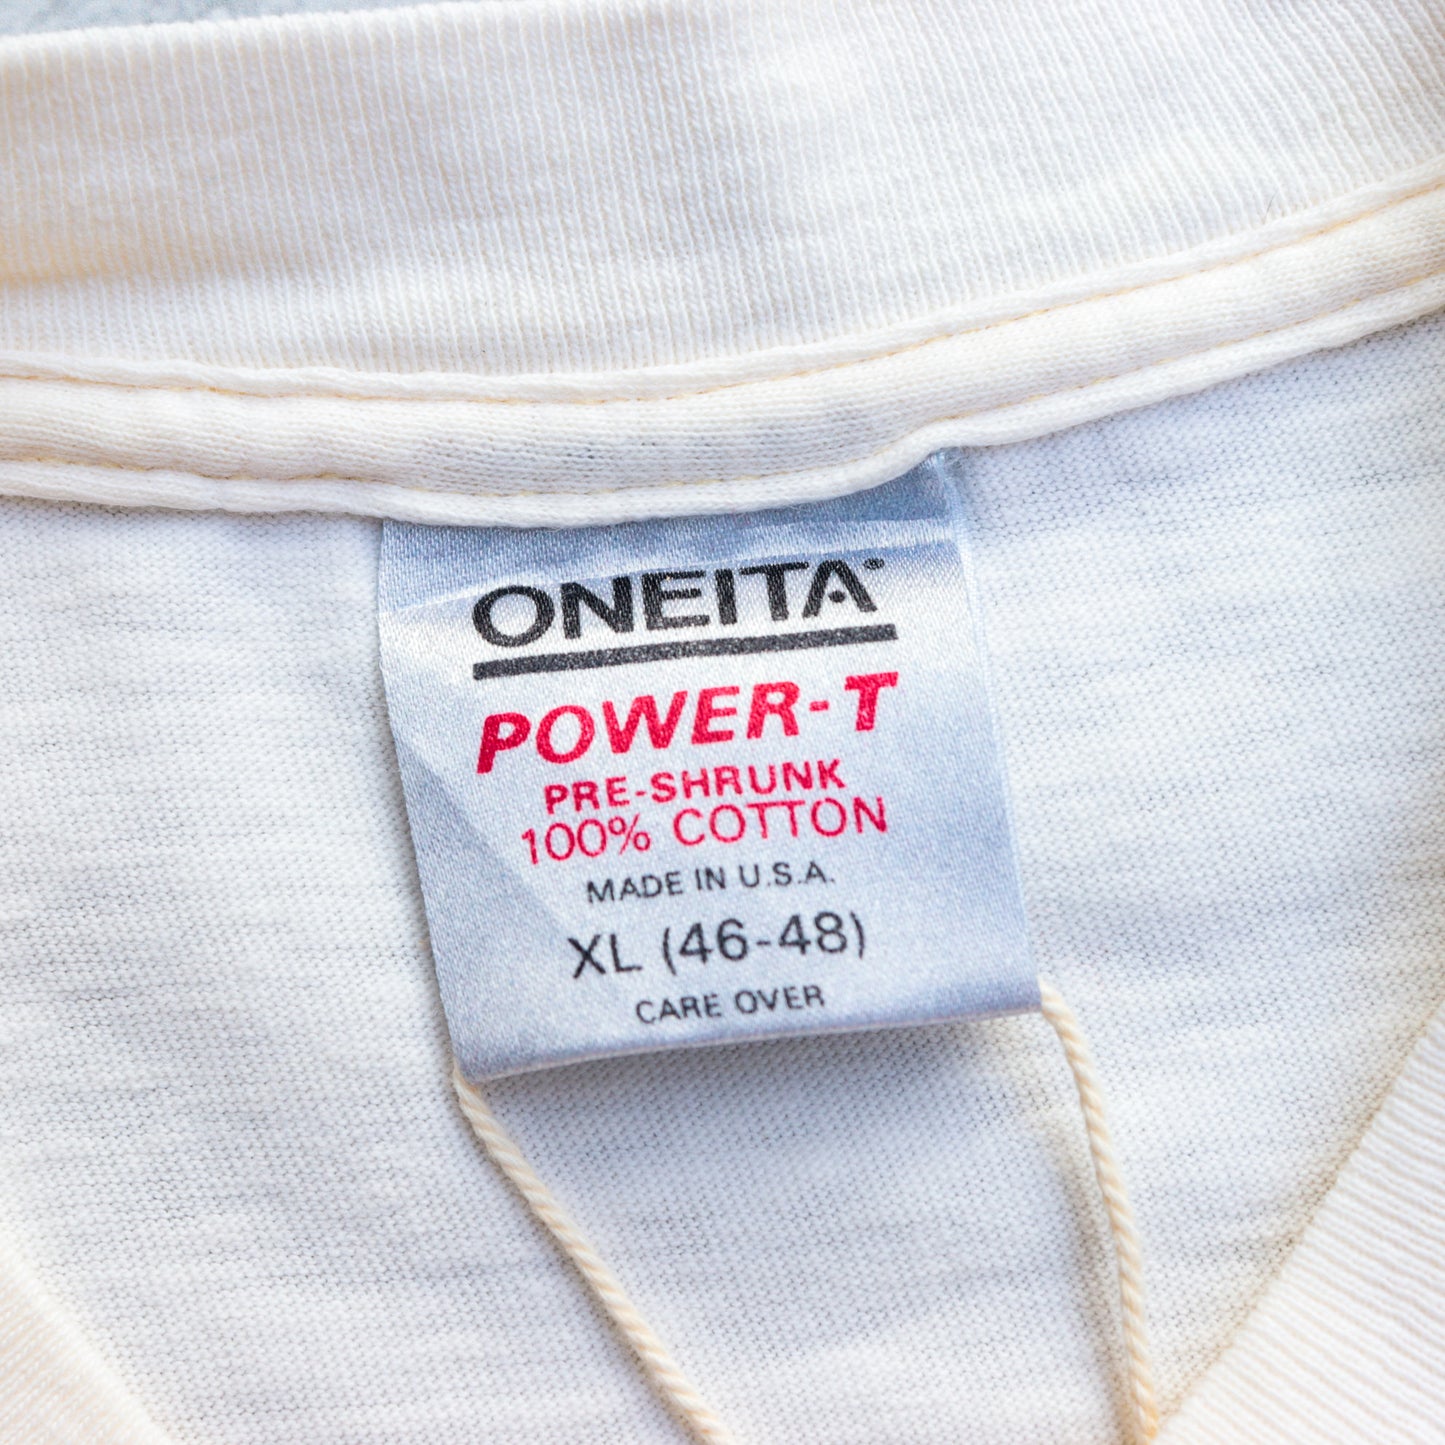 ONEITA
POWER-T
PRE-SHRUNK
100% COTTON
MADE IN U.S.A.
XL (46-48)
CARE OVER